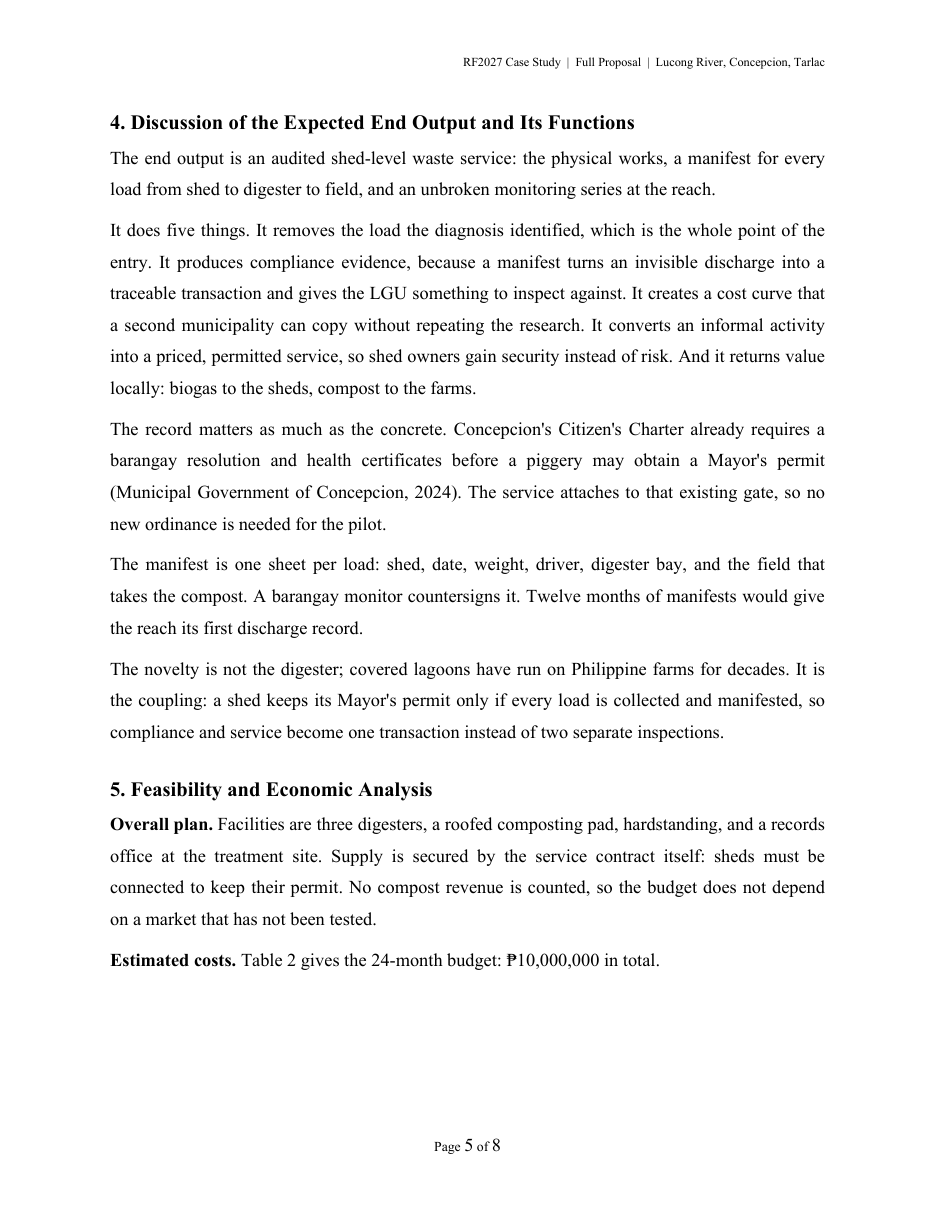 RF2027 Case Study | Full Proposal | Lucong River, Concepcion, Tarlac
4. Discussion of the Expected End Output and Its Functions
The end output is an audited shed-level waste service: the physical works, a manifest for every
load from shed to digester to field, and an unbroken monitoring series at the reach.
It does five things. It removes the load the diagnosis identified, which is the whole point of the
entry. It produces compliance evidence, because a manifest turns an invisible discharge into a
traceable transaction and gives the LGU something to inspect against. It creates a cost curve that
a second municipality can copy without repeating the research. It converts an informal activity
into a priced, permitted service, so shed owners gain security instead of risk. And it returns value
locally: biogas to the sheds, compost to the farms.
The record matters as much as the concrete. Concepcion's Citizen's Charter already requires a
barangay resolution and health certificates before a piggery may obtain a Mayor's permit
(Municipal Government of Concepcion, 2024). The service attaches to that existing gate, so no
new ordinance is needed for the pilot.
The manifest is one sheet per load: shed, date, weight, driver, digester bay, and the field that
takes the compost. A barangay monitor countersigns it. Twelve months of manifests would give
the reach its first discharge record.
The novelty is not the digester; covered lagoons have run on Philippine farms for decades. It is
the coupling: a shed keeps its Mayor's permit only if every load is collected and manifested, so
compliance and service become one transaction instead of two separate inspections.
5. Feasibility and Economic Analysis
Overall plan. Facilities are three digesters, a roofed composting pad, hardstanding, and a records
office at the treatment site. Supply is secured by the service contract itself: sheds must be
connected to keep their permit. No compost revenue is counted, so the budget does not depend
on a market that has not been tested.
Estimated costs. Table 2 gives the 24-month budget: ₱10,000,000 in total.
Page 5 of 8